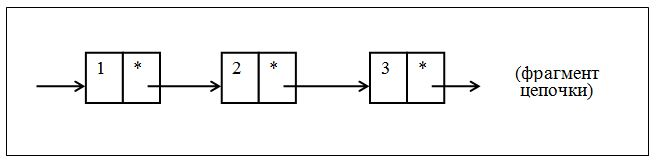 1 * 2 * 3 *
(фрагмент
цепочки)